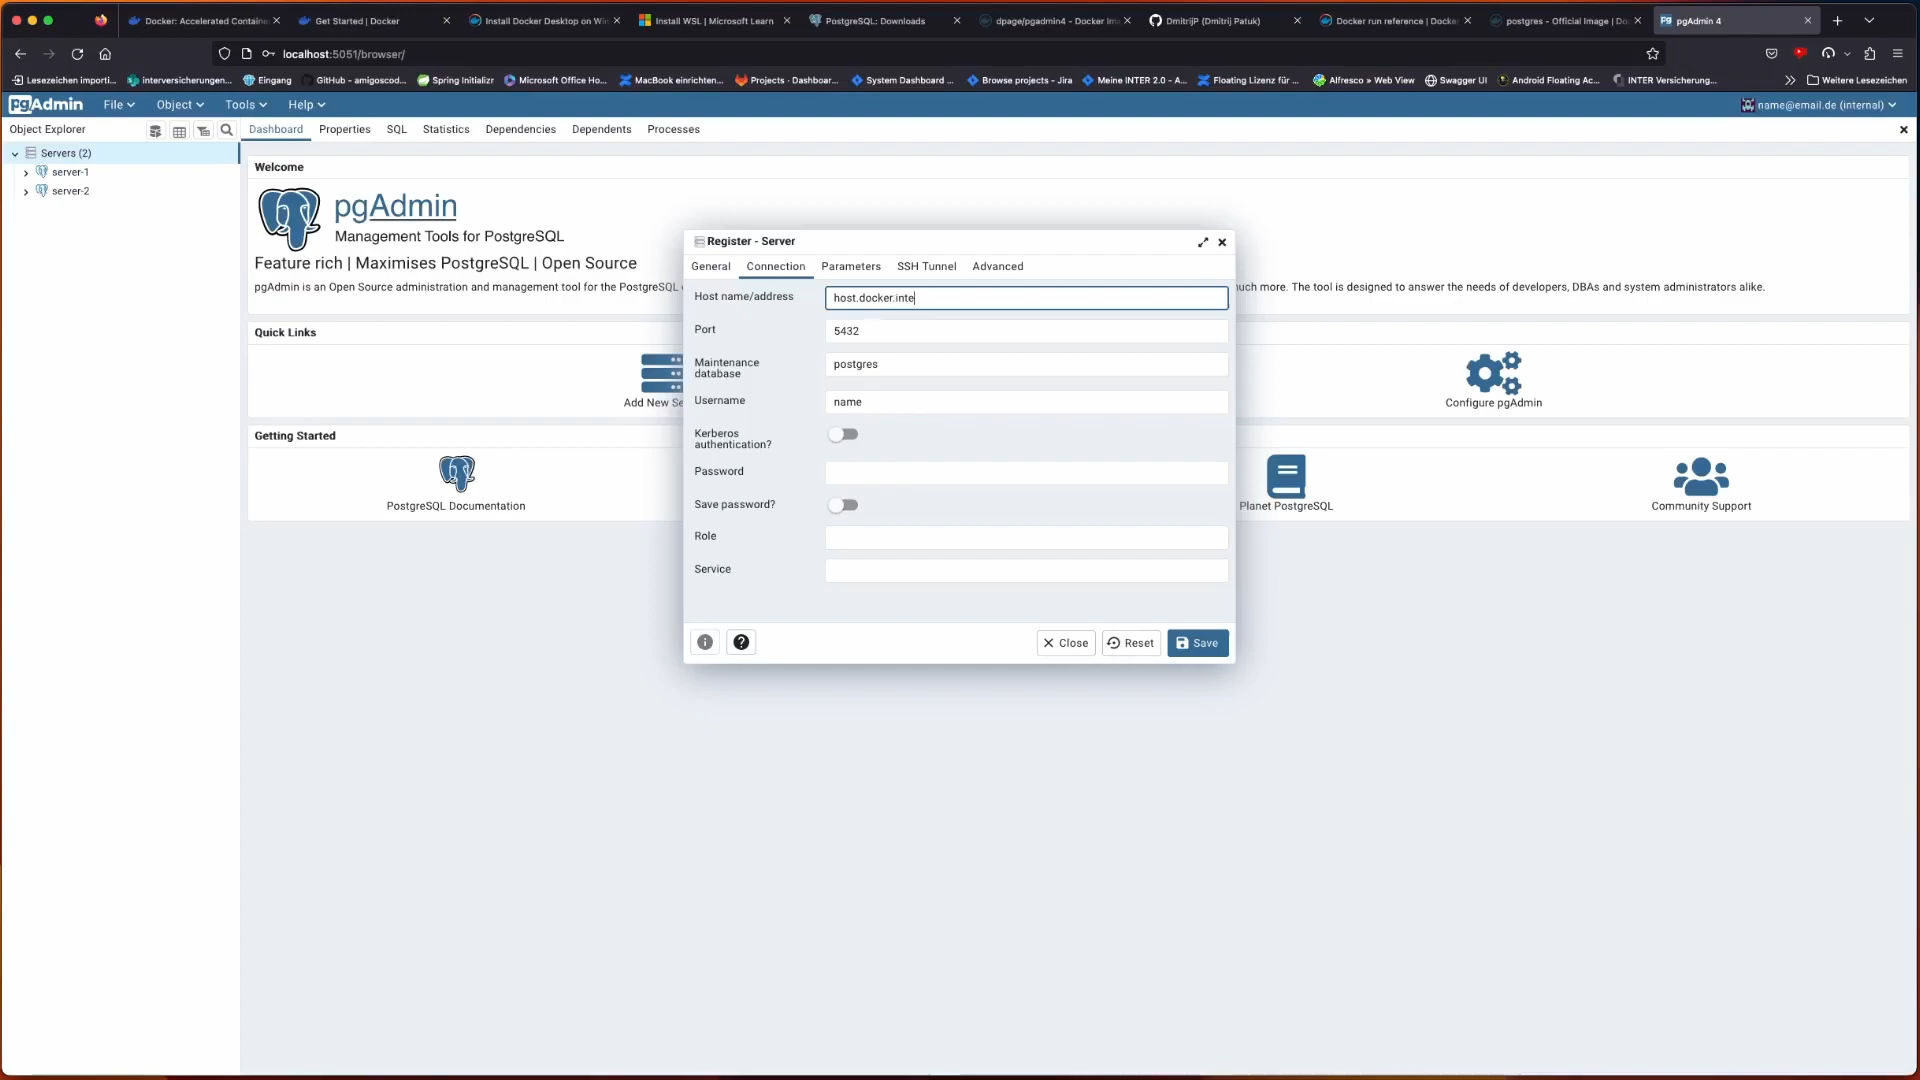 Docker: Accelerated Containe
Get Started | Docker
Install Docker Desktop on Win
Install WSL | Microsoft Learn
PostgreSQL: Downloads
dpage/pgadmin4 - Docker Im
DmitrijP (Dmitrij Patuk)
Docker run reference | Docke
postgres - Official Image | Do
pgAdmin 4
localhost:5051/browser/
Lesezeichen importi...
interversicherungen...
Eingang
GitHub - amigoscod...
Spring Initializr
Microsoft Office Ho...
MacBook einrichten...
Projects · Dashboar...
System Dashboard ...
Browse projects - Jira
Meine INTER 2.0 - A...
Floating Lizenz für ...
Alfresco » Web View
Swagger UI
Android Floating Ac...
INTER Versicherung...
Weitere Lesezeichen
pgAdmin
File
Object
Tools
Help
name@email.de (internal)
Object Explorer
Dashboard
Properties
SQL
Statistics
Dependencies
Dependents
Processes
Servers (2)
server-1
server-2
Welcome
pgAdmin
Management Tools for PostgreSQL
Feature rich | Maximises PostgreSQL | Open Source
pgAdmin is an Open Source administration and management tool for the PostgreSQL
much more. The tool is designed to answer the needs of developers, DBAs and system administrators alike.
Quick Links
Add New Se
Configure pgAdmin
Getting Started
PostgreSQL Documentation
Planet PostgreSQL
Community Support
Register - Server
General
Connection
Parameters
SSH Tunnel
Advanced
Host name/address
host.docker.inte
Port
5432
Maintenance
database
postgres
Username
name
Kerberos
authentication?
Password
Save password?
Role
Service
Close
Reset
Save